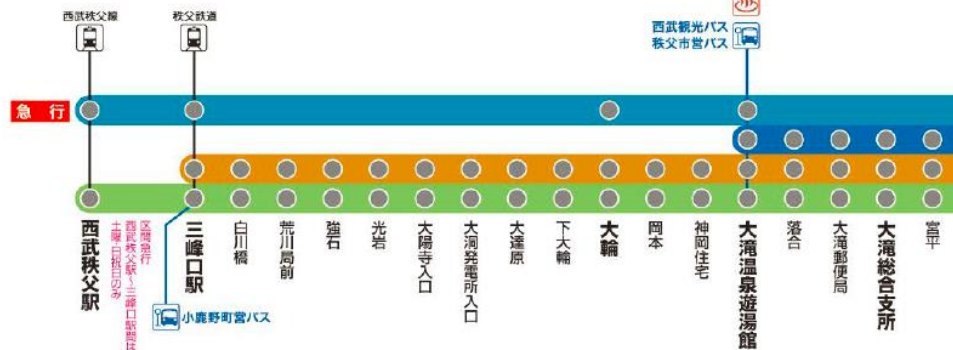 西武秩父線
秩父鉄道
西武観光バス
秩父市営バス
急行
西武秩父駅
区間急行
西武秩父駅~三峰口駅間は
土曜・日祝日のみ
三峰口駅
白川橋
荒川局前
強石
光岩
大陽寺入口
大洞発電所入口
大達原
下大輪
大輪
岡本
神岡住宅
大滝温泉遊湯館
落合
大滝郵便局
大滝総合支所
宮平
小鹿野町営バス